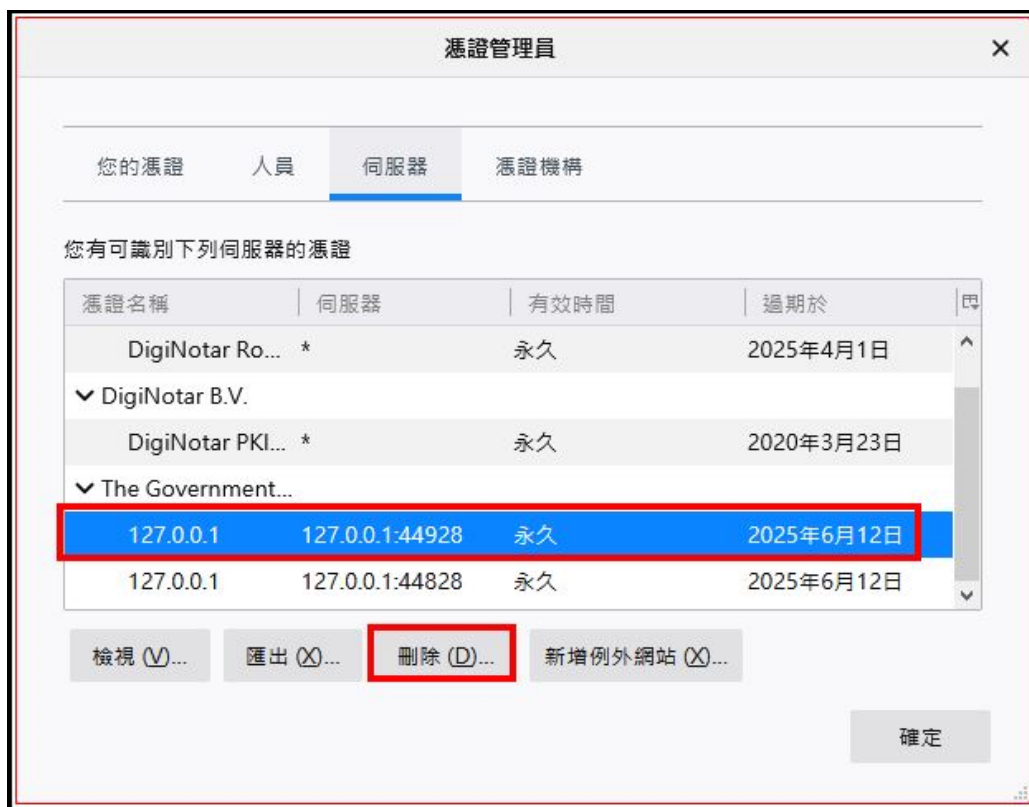 憑證管理員
您的憑證 人員 伺服器 憑證機構
您有可識別下列伺服器的憑證
憑證名稱 伺服器 有效時間 過期於
DigiNotar Ro... * 永久 2025年4月1日
DigiNotar B.V.
DigiNotar PKI... * 永久 2020年3月23日
The Government...
127.0.0.1 127.0.0.1:44928 永久 2025年6月12日
127.0.0.1 127.0.0.1:44828 永久 2025年6月12日
檢視 (V)... 匯出 (X)... 刪除 (D)... 新增例外網站 (X)...
確定